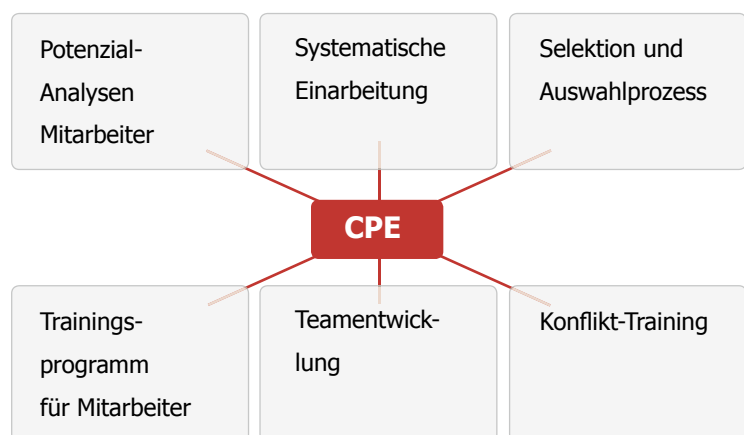 Potenzial-
Analysen
Mitarbeiter
Systematische
Einarbeitung
Selektion und
Auswahlprozess
CPE
Trainings-
programm
für Mitarbeiter
Teamentwick-
lung
Konflikt-Training